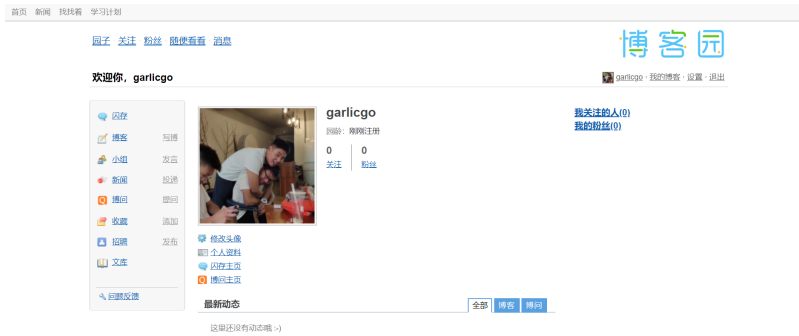 首页 新闻 找找看 学习计划
园子 关注 粉丝 随便看看 消息
博客园
欢迎你，garlicgo
garlicgo · 我的博客 · 设置 · 退出
闪存
博客 写博
小组 发言
新闻 投递
博问 提问
收藏 添加
招聘 发布
文库
问题反馈
garlicgo
园龄：刚刚注册
0 0
关注 粉丝
修改头像
个人资料
闪存主页
博问主页
我关注的人(0)
我的粉丝(0)
最新动态 全部 博客 博问
这里还没有动态哦 :-)